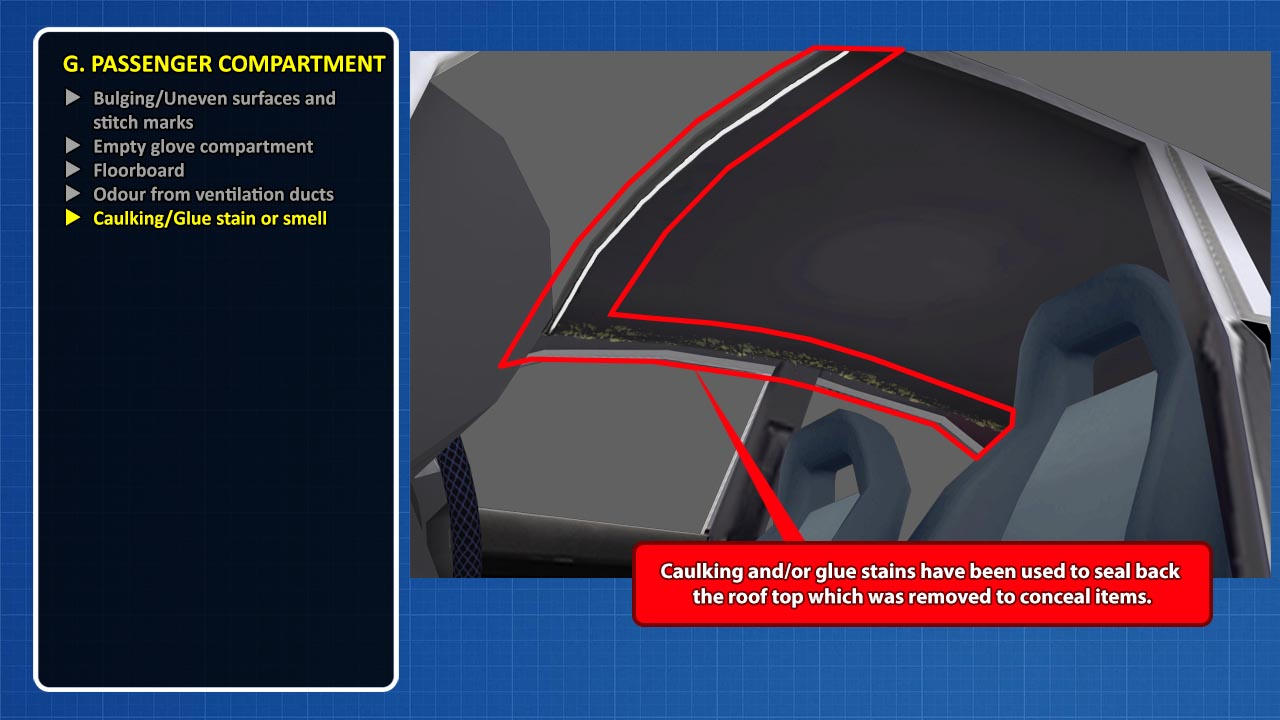 G. PASSENGER COMPARTMENT
Bulging/Uneven surfaces and
stitch marks
Empty glove compartment
Floorboard
Odour from ventilation ducts
Caulking/Glue stain or smell
Caulking and/or glue stains have been used to seal back
the roof top which was removed to conceal items.